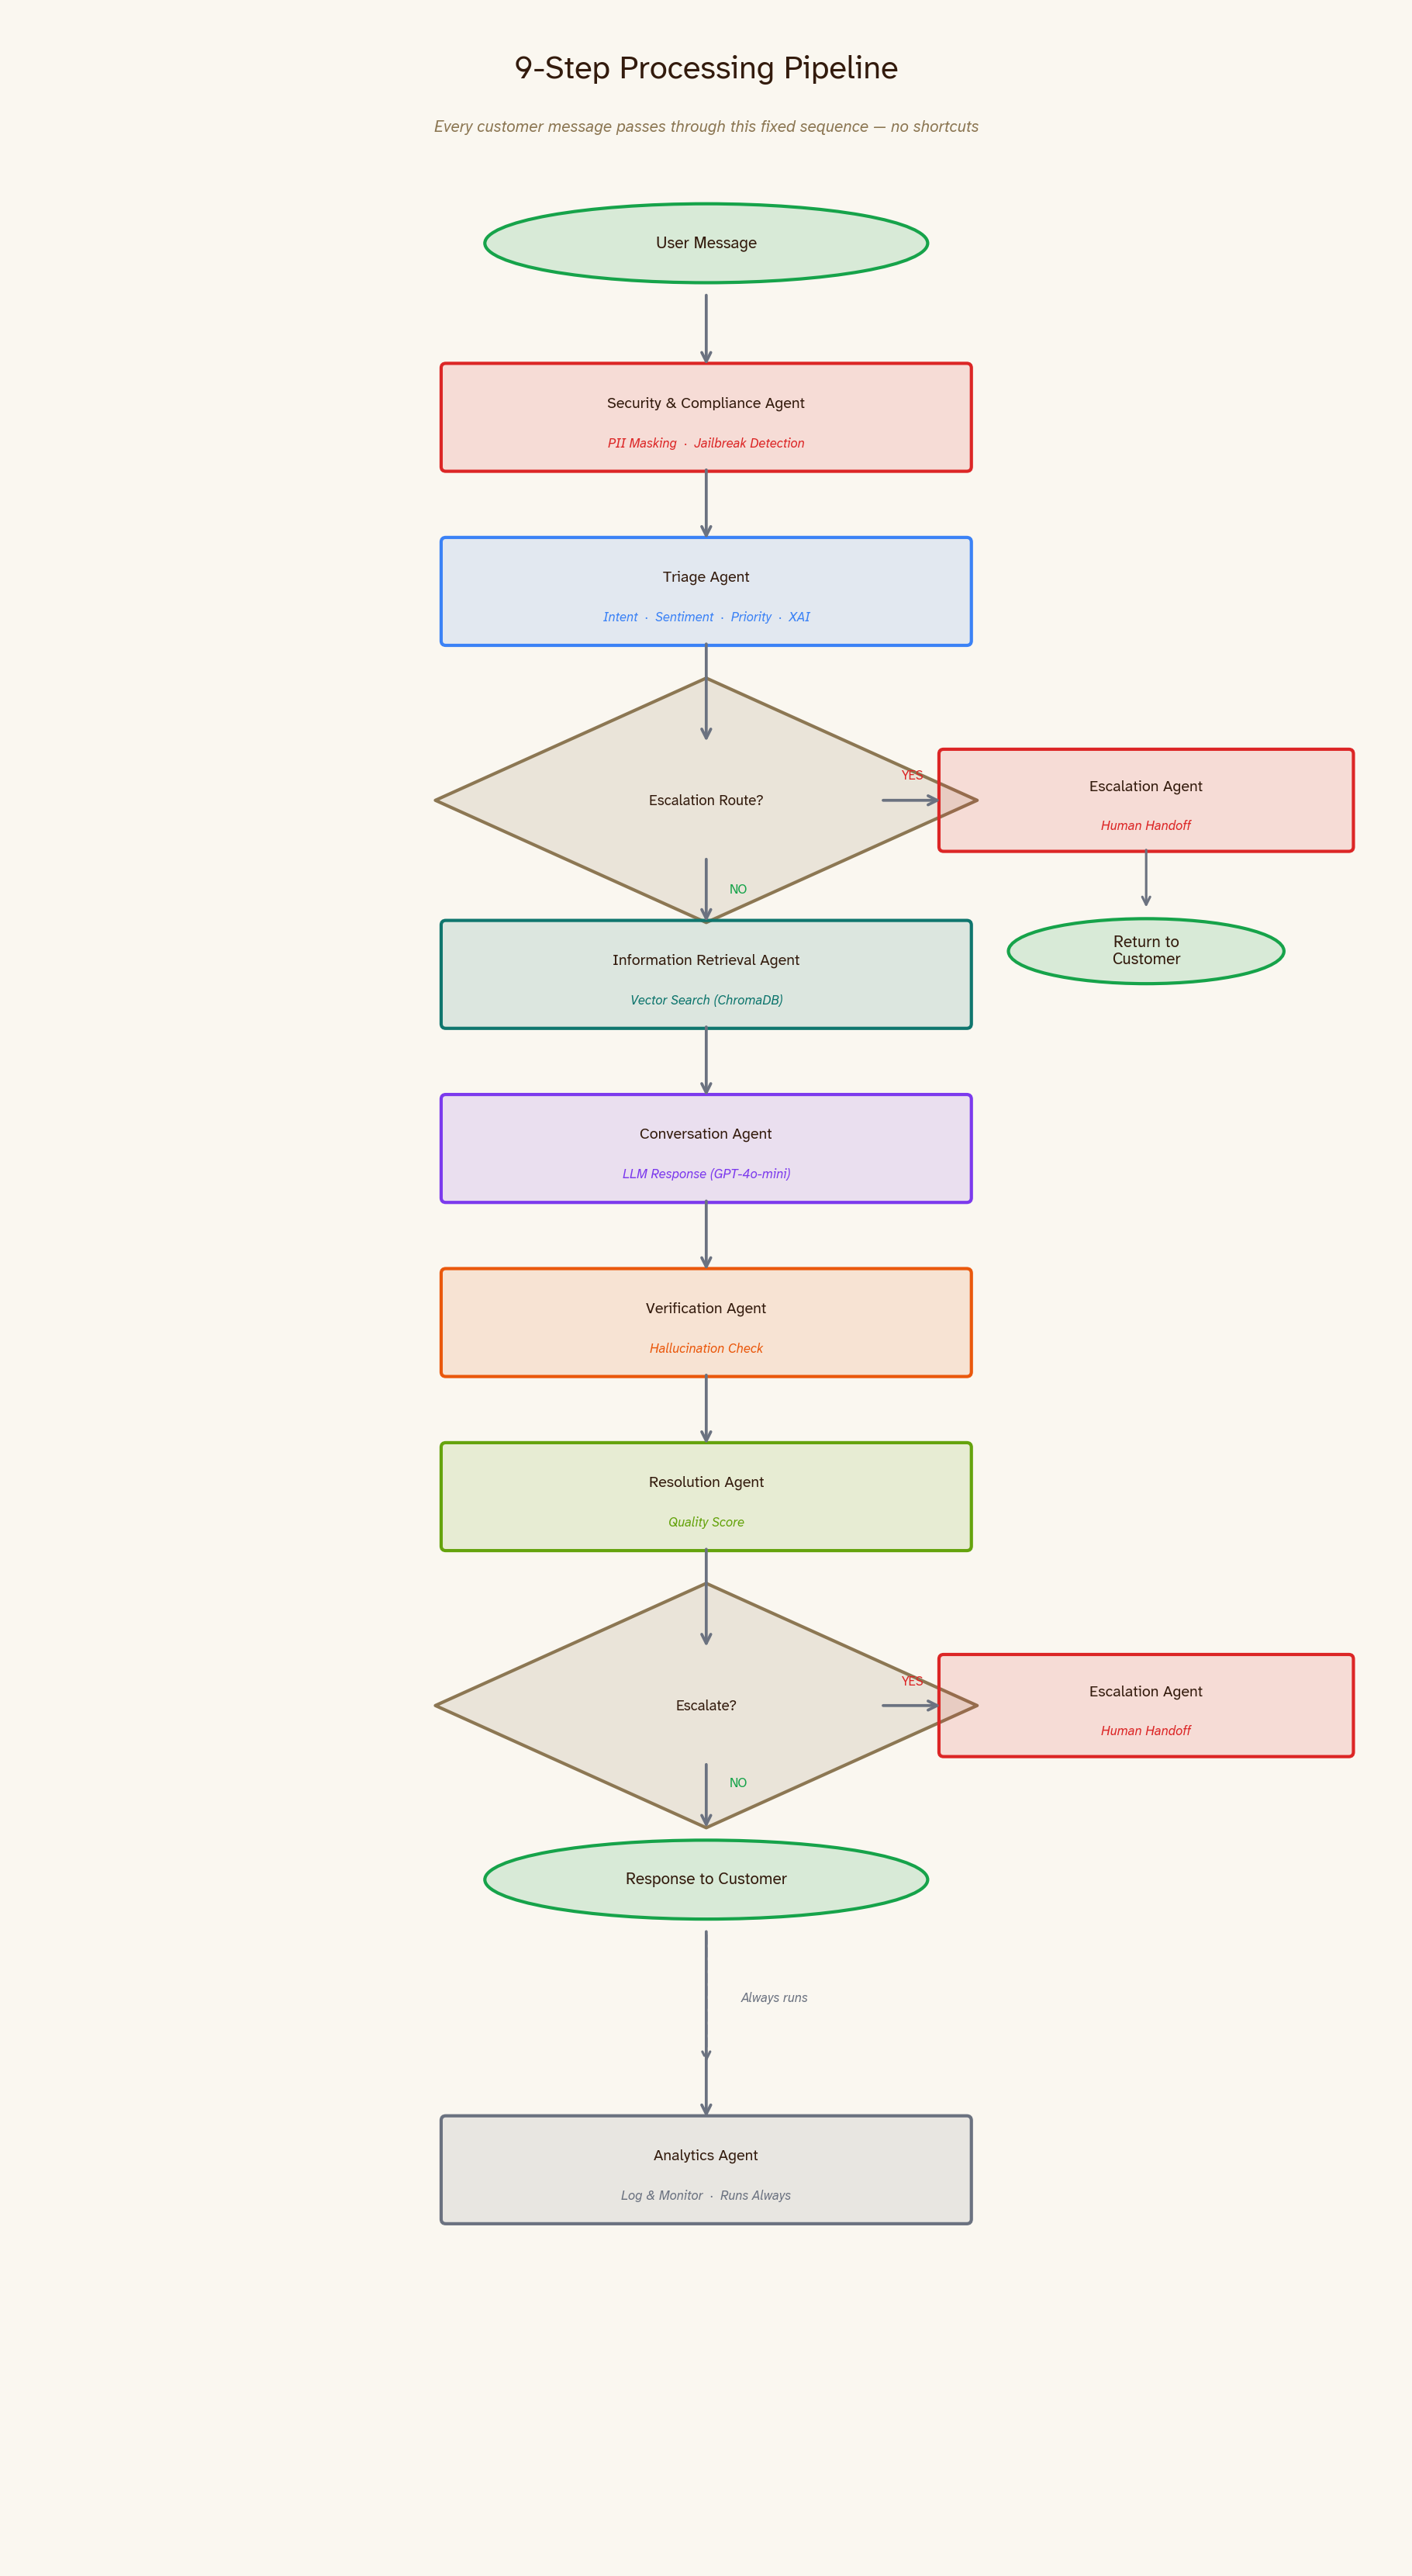 9-Step Processing Pipeline
Every customer message passes through this fixed sequence — no shortcuts
User Message
Security & Compliance Agent
PII Masking · Jailbreak Detection
Triage Agent
Intent · Sentiment · Priority · XAI
Escalation Route?
YES
Escalation Agent
Human Handoff
NO
Return to
Customer
Information Retrieval Agent
Vector Search (ChromaDB)
Conversation Agent
LLM Response (GPT-4o-mini)
Verification Agent
Hallucination Check
Resolution Agent
Quality Score
Escalate?
YES
Escalation Agent
Human Handoff
NO
Response to Customer
Always runs
Analytics Agent
Log & Monitor · Runs Always